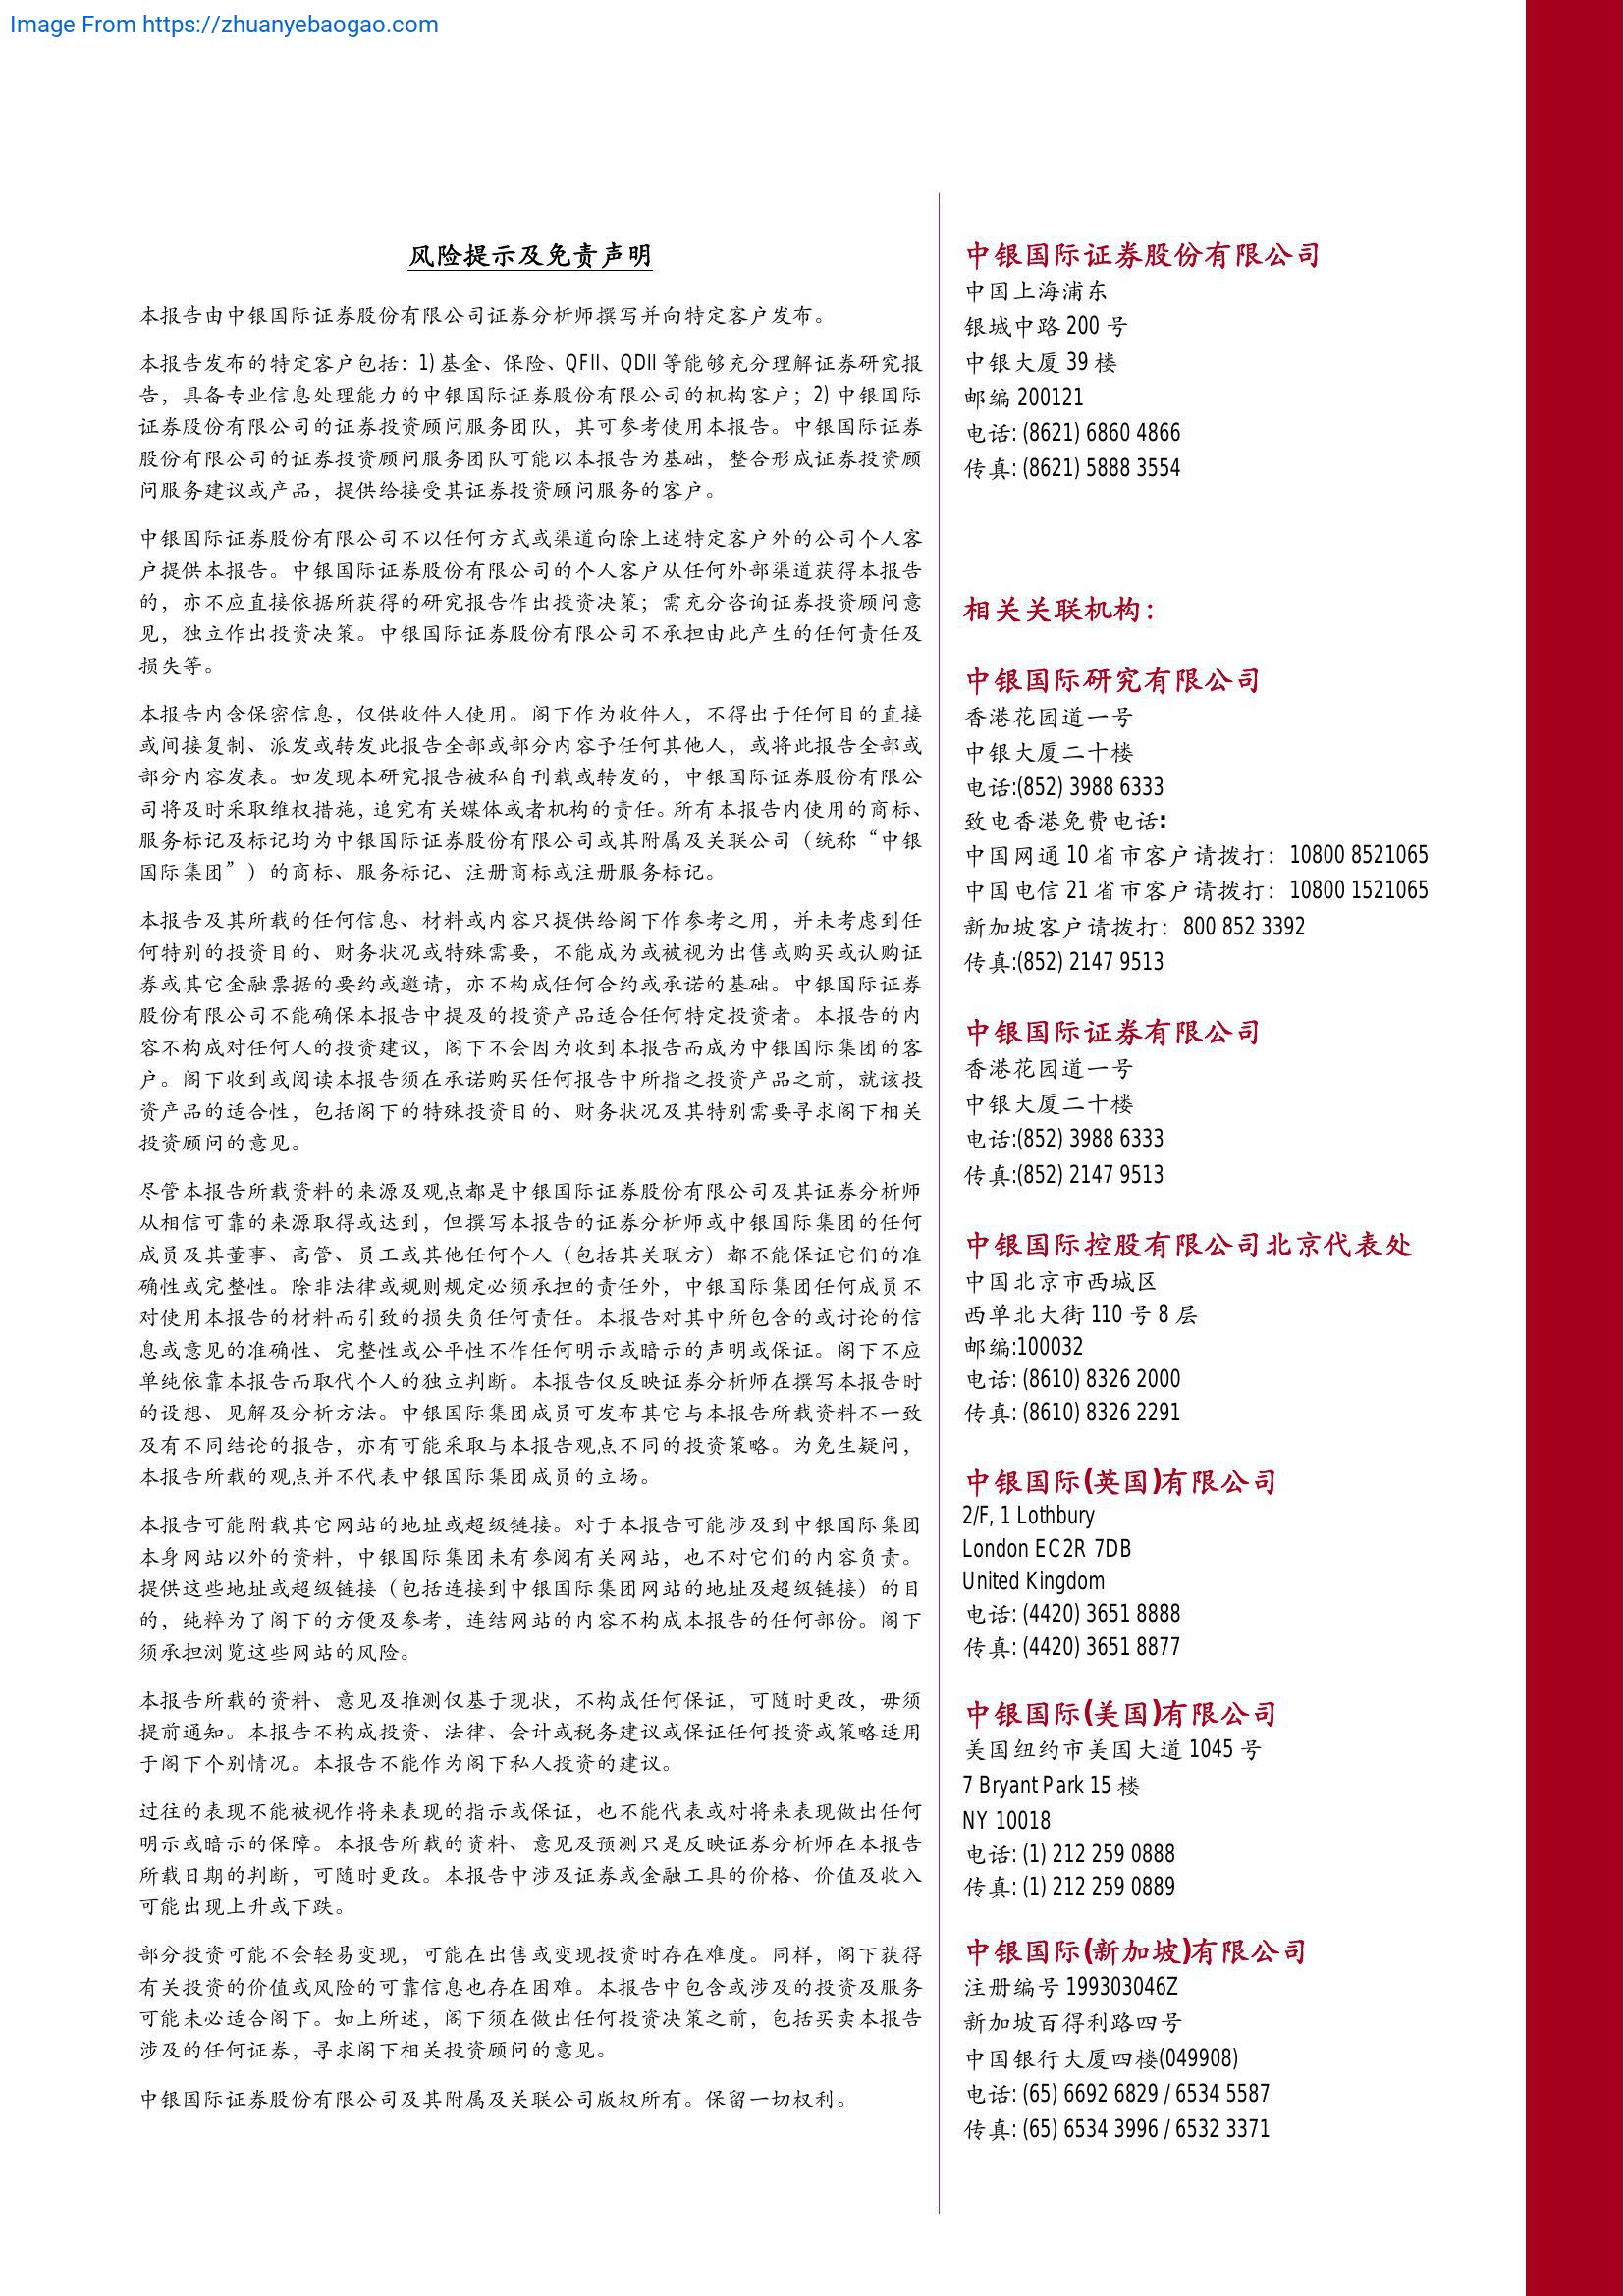 Image From https://zhuanyebaogao.com
风险提示及免责声明
本报告由中银国际证券股份有限公司证券分析师撰写并向特定客户发布。
本报告发布的特定客户包括：1) 基金、保险、QFII、QDII 等能够充分理解证券研究报
告，具备专业信息处理能力的中银国际证券股份有限公司的机构客户；2) 中银国际
证券股份有限公司的证券投资顾问服务团队，其可参考使用本报告。中银国际证券
股份有限公司的证券投资顾问服务团队可能以本报告为基础，整合形成证券投资顾
问服务建议或产品，提供给接受其证券投资顾问服务的客户。
中银国际证券股份有限公司不以任何方式或渠道向除上述特定客户外的公司个人客
户提供本报告。中银国际证券股份有限公司的个人客户从任何外部渠道获得本报告
的，亦不应直接依据所获得的研究报告作出投资决策；需充分咨询证券投资顾问意
见，独立作出投资决策。中银国际证券股份有限公司不承担由此产生的任何责任及
损失等。
本报告内含保密信息，仅供收件人使用。阁下作为收件人，不得出于任何目的直接
或间接复制、派发或转发此报告全部或部分内容予任何其他人，或将此报告全部或
部分内容发表。如发现本研究报告被私自刊载或转发的，中银国际证券股份有限公
司将及时采取维权措施，追究有关媒体或者机构的责任。所有本报告内使用的商标、
服务标记及标记均为中银国际证券股份有限公司或其附属及关联公司（统称“中银
国际集团”）的商标、服务标记、注册商标或注册服务标记。
本报告及其所载的任何信息、材料或内容只提供给阁下作参考之用，并未考虑到任
何特别的投资目的、财务状况或特殊需要，不能成为或被视为出售或购买或认购证
券或其它金融票据的要约或邀请，亦不构成任何合约或承诺的基础。中银国际证券
股份有限公司不能确保本报告中提及的投资产品适合任何特定投资者。本报告的内
容不构成对任何人的投资建议，阁下不会因为收到本报告而成为中银国际集团的客
户。阁下收到或阅读本报告须在承诺购买任何报告中所指之投资产品之前，就该投
资产品的适合性，包括阁下的特殊投资目的、财务状况及其特别需要寻求阁下相关
投资顾问的意见。
尽管本报告所载资料的来源及观点都是中银国际证券股份有限公司及其证券分析师
从相信可靠的来源取得或达到，但撰写本报告的证券分析师或中银国际集团的任何
成员及其董事、高管、员工或其他任何个人（包括其关联方）都不能保证它们的准
确性或完整性。除非法律或规则规定必须承担的责任外，中银国际集团任何成员不
对使用本报告的材料而引致的损失负任何责任。本报告对其中所包含的或讨论的信
息或意见的准确性、完整性或公平性不作任何明示或暗示的声明或保证。阁下不应
单纯依靠本报告而取代个人的独立判断。本报告仅反映证券分析师在撰写本报告时
的设想、见解及分析方法。中银国际集团成员可发布其它与本报告所载资料不一致
及有不同结论的报告，亦有可能采取与本报告观点不同的投资策略。为免生疑问，
本报告所载的观点并不代表中银国际集团成员的立场。
本报告可能附载其它网站的地址或超级链接。对于本报告可能涉及到中银国际集团
本身网站以外的资料，中银国际集团未有参阅有关网站，也不对它们的内容负责。
提供这些地址或超级链接（包括连接到中银国际集团网站的地址及超级链接）的目
的，纯粹为了阁下的方便及参考，连结网站的内容不构成本报告的任何部份。阁下
须承担浏览这些网站的风险。
本报告所载的资料、意见及推测仅基于现状，不构成任何保证，可随时更改，毋须
提前通知。本报告不构成投资、法律、会计或税务建议或保证任何投资或策略适用
于阁下个别情况。本报告不能作为阁下私人投资的建议。
过往的表现不能被视作将来表现的指示或保证，也不能代表或对将来表现做出任何
明示或暗示的保障。本报告所载的资料、意见及预测只是反映证券分析师在本报告
所载日期的判断，可随时更改。本报告中涉及证券或金融工具的价格、价值及收入
可能出现上升或下跌。
部分投资可能不会轻易变现，可能在出售或变现投资时存在难度。同样，阁下获得
有关投资的价值或风险的可靠信息也存在困难。本报告中包含或涉及的投资及服务
可能未必适合阁下。如上所述，阁下须在做出任何投资决策之前，包括买卖本报告
涉及的任何证券，寻求阁下相关投资顾问的意见。
中银国际证券股份有限公司及其附属及关联公司版权所有。保留一切权利。
中银国际证券股份有限公司
中国上海浦东
银城中路 200 号
中银大厦 39 楼
邮编 200121
电话: (8621) 6860 4866
传真: (8621) 5888 3554
相关关联机构：
中银国际研究有限公司
香港花园道一号
中银大厦二十楼
电话:(852) 3988 6333
致电香港免费电话:
中国网通 10 省市客户请拨打：10800 8521065
中国电信 21 省市客户请拨打：10800 1521065
新加坡客户请拨打：800 852 3392
传真:(852) 2147 9513
中银国际证券有限公司
香港花园道一号
中银大厦二十楼
电话:(852) 3988 6333
传真:(852) 2147 9513
中银国际控股有限公司北京代表处
中国北京市西城区
西单北大街 110 号 8 层
邮编:100032
电话: (8610) 8326 2000
传真: (8610) 8326 2291
中银国际(英国)有限公司
2/F, 1 Lothbury
London EC2R 7DB
United Kingdom
电话: (4420) 3651 8888
传真: (4420) 3651 8877
中银国际(美国)有限公司
美国纽约市美国大道 1045 号
7 Bryant Park 15 楼
NY 10018
电话: (1) 212 259 0888
传真: (1) 212 259 0889
中银国际(新加坡)有限公司
注册编号 199303046Z
新加坡百得利路四号
中国银行大厦四楼(049908)
电话: (65) 6692 6829 / 6534 5587
传真: (65) 6534 3996 / 6532 3371